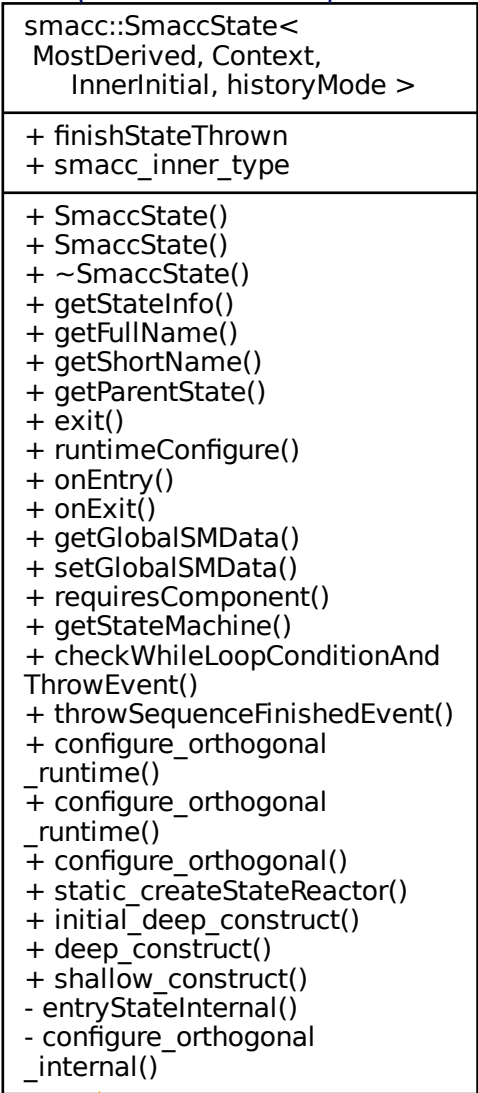 smacc::SmaccState<
MostDerived, Context,
InnerInitial, historyMode >
+ finishStateThrown
+ smacc_inner_type
+ SmaccState()
+ SmaccState()
+ ~SmaccState()
+ getStateInfo()
+ getFullName()
+ getShortName()
+ getParentState()
+ exit()
+ runtimeConfigure()
+ onEntry()
+ onExit()
+ getGlobalSMData()
+ setGlobalSMData()
+ requiresComponent()
+ getStateMachine()
+ checkWhileLoopConditionAnd
ThrowEvent()
+ throwSequenceFinishedEvent()
+ configure_orthogonal
_runtime()
+ configure_orthogonal
_runtime()
+ configure_orthogonal()
+ static_createStateReactor()
+ initial_deep_construct()
+ deep_construct()
+ shallow_construct()
- entryStateInternal()
- configure_orthogonal
_internal()